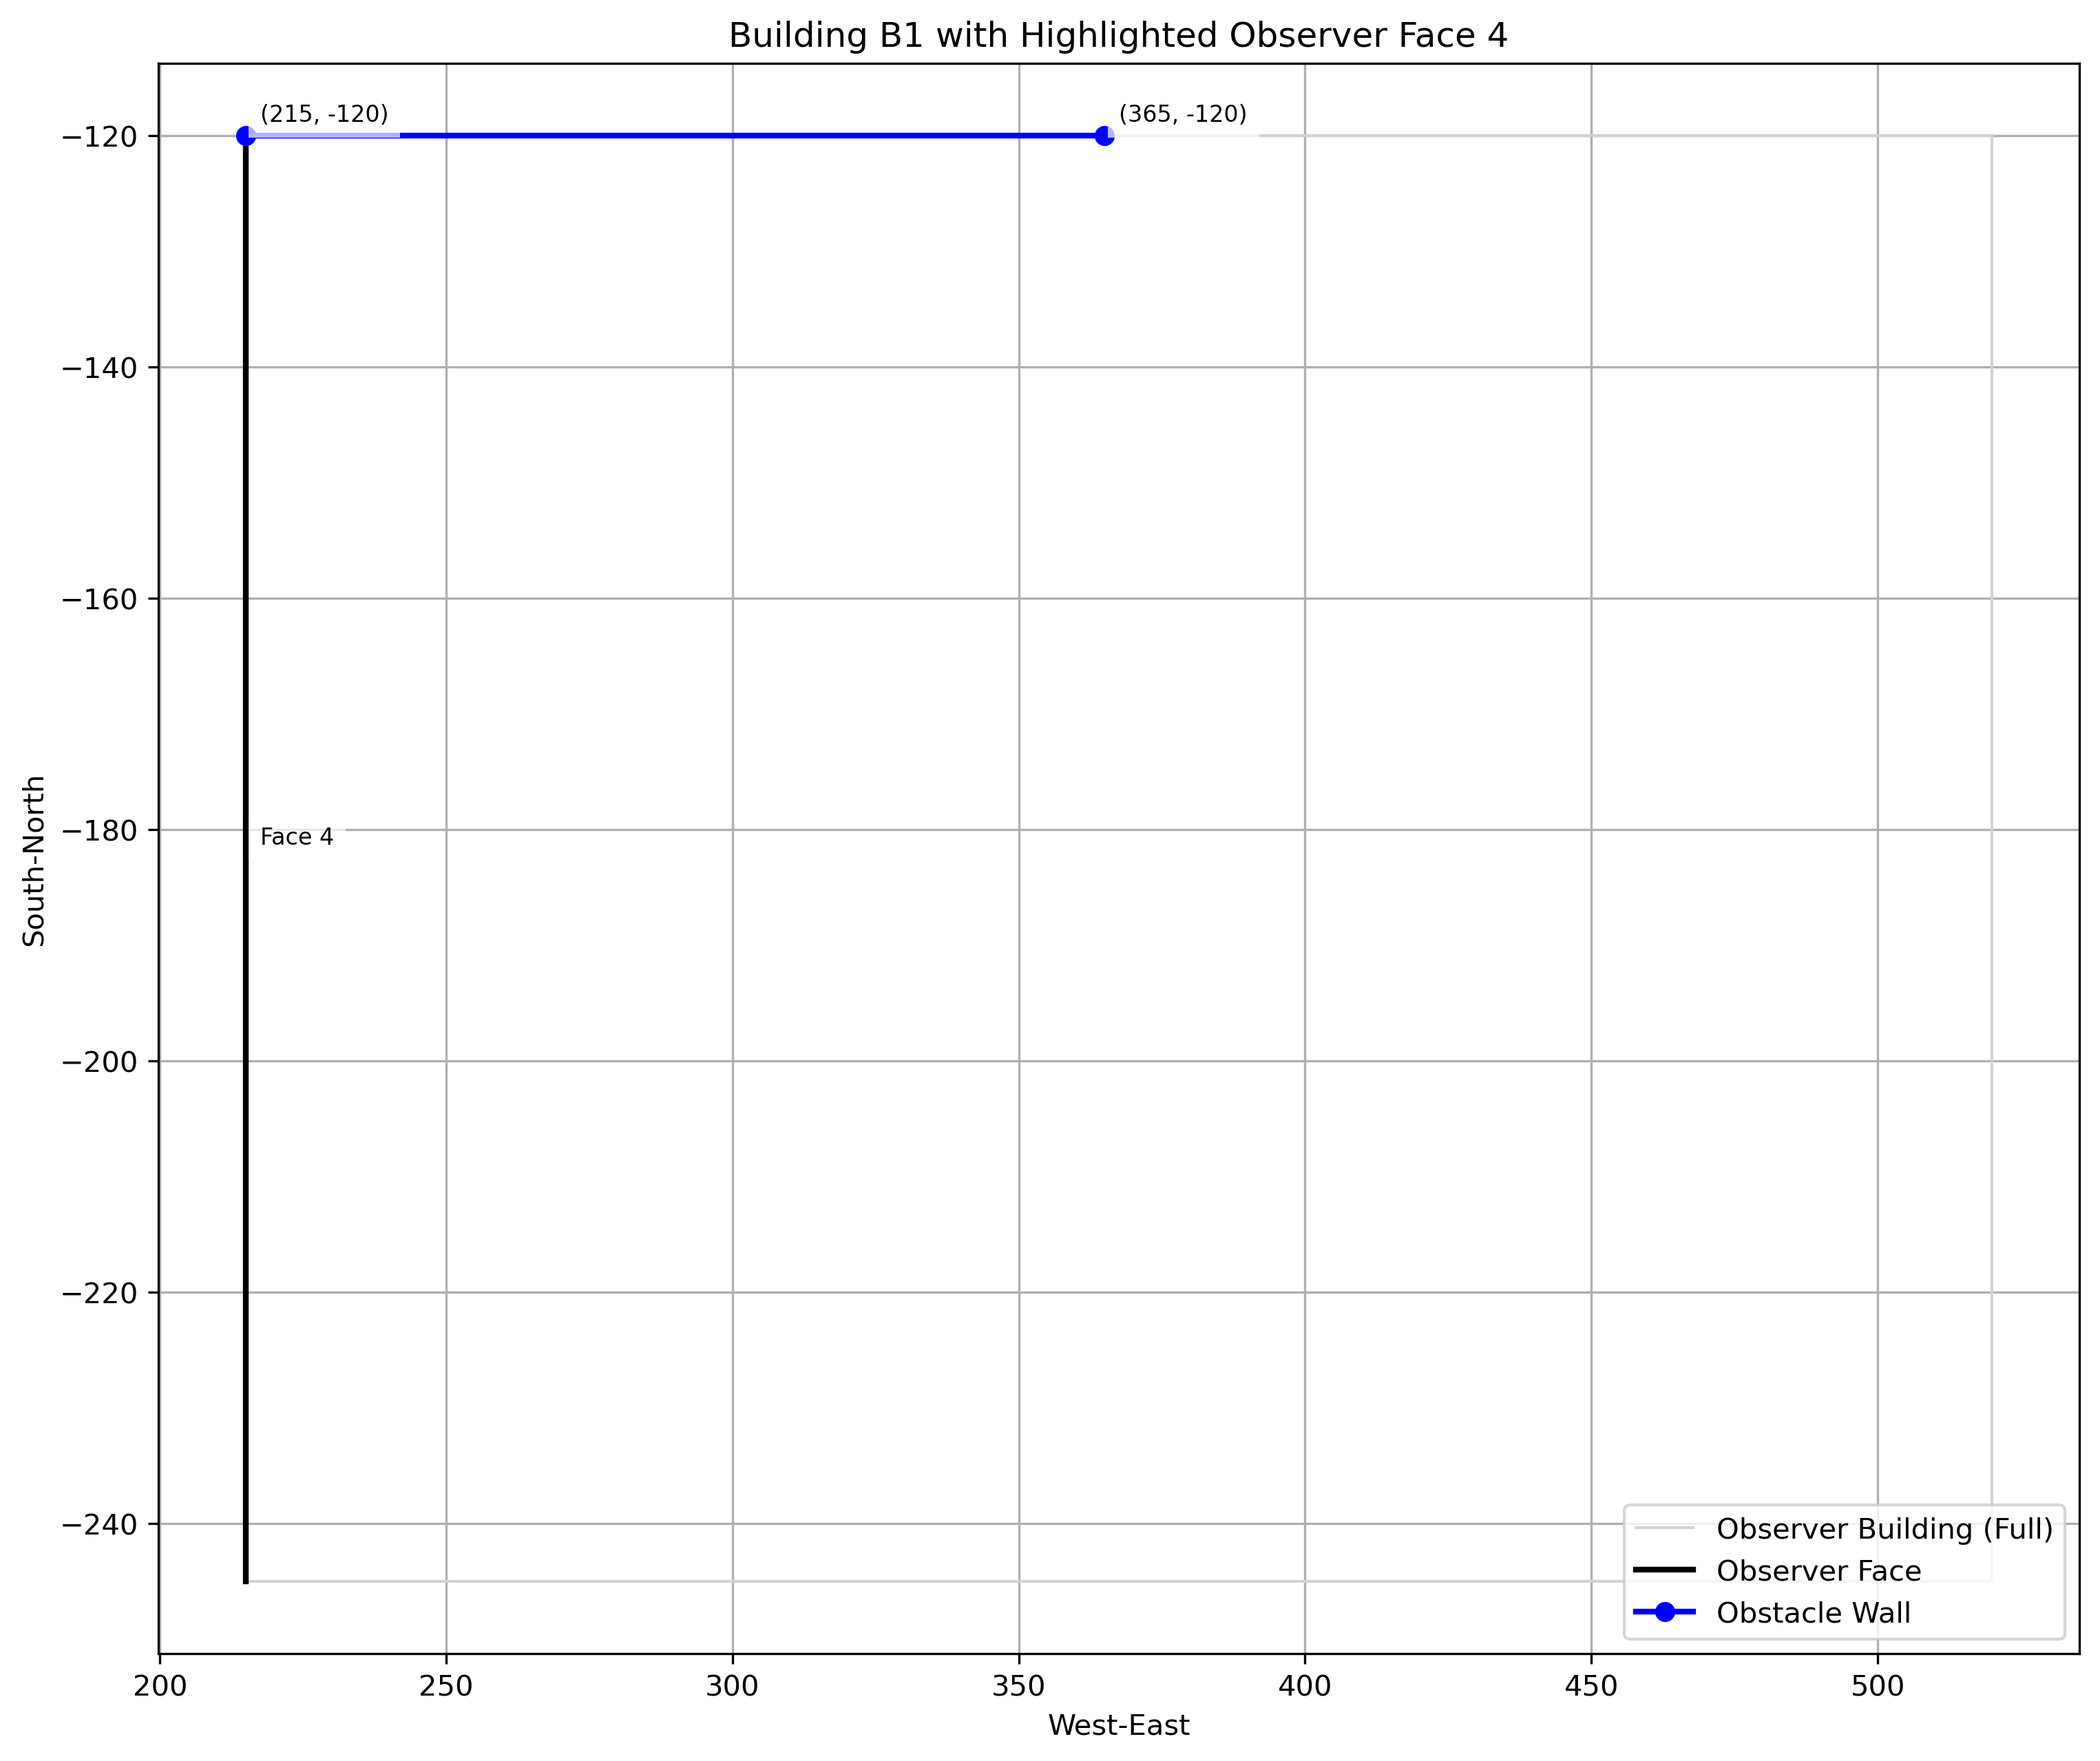 Building B1 with Highlighted Observer Face 4
(215, -120)
(365, -120)
−120
−140
−160
Face 4
−180
−200
−220
−240
South-North
Observer Building (Full)
Observer Face
Obstacle Wall
200 250 300 350 400 450 500
West-East